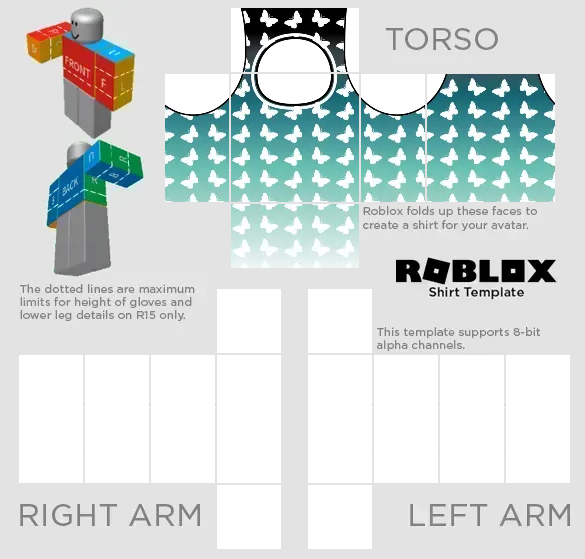 TORSO
FRONT
F
L
U
BACK
R
B
Roblox folds up these faces to
create a shirt for your avatar.
ROBLOX
Shirt Template
The dotted lines are maximum
limits for height of gloves and
lower leg details on R15 only.
This template supports 8-bit
alpha channels.
RIGHT ARM
LEFT ARM